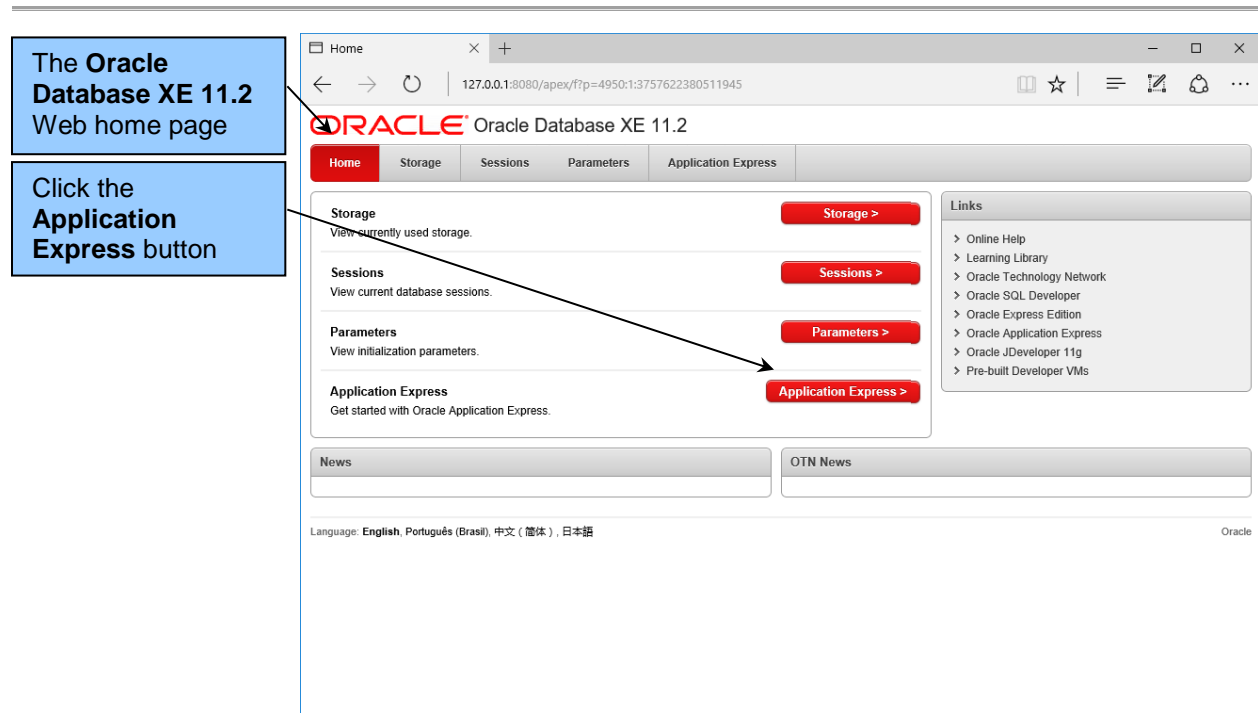 The Oracle
Database XE 11.2
Web home page
Click the
Application
Express button
Home
127.0.0.1:8080/apex/f?p=4950:1:3757622380511945
ORACLE Oracle Database XE 11.2
Home Storage Sessions Parameters Application Express
Storage
View currently used storage.
Storage >
Sessions
View current database sessions.
Sessions >
Parameters
View initialization parameters.
Parameters >
Application Express
Get started with Oracle Application Express.
Application Express >
Links
> Online Help
> Learning Library
> Oracle Technology Network
> Oracle SQL Developer
> Oracle Express Edition
> Oracle Application Express
> Oracle JDeveloper 11g
> Pre-built Developer VMs
News
OTN News
Language: English, Português (Brasil), 中文 ( 简体 ) , 日本語
Oracle